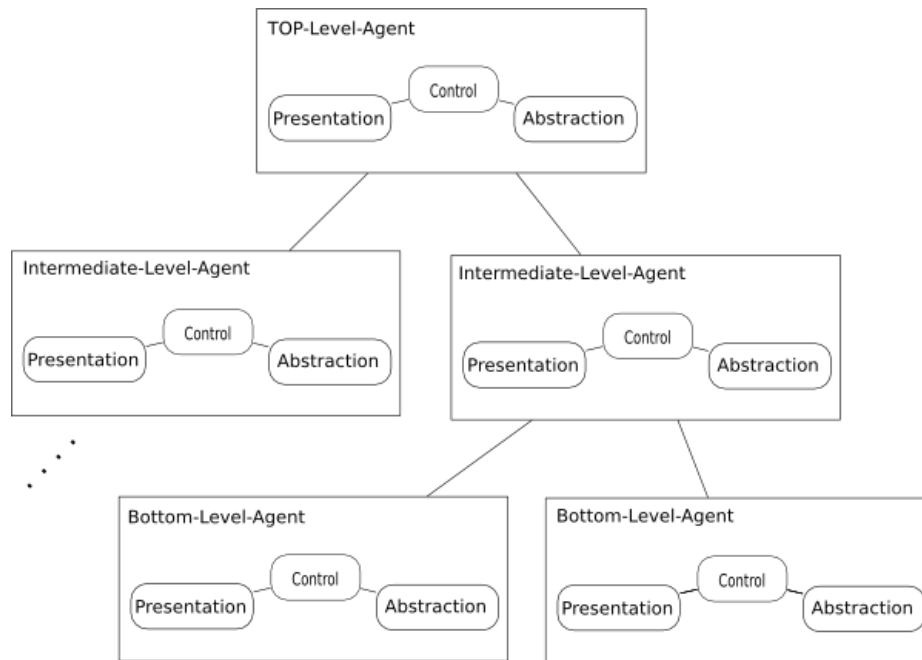 TOP-Level-Agent
Control
Presentation
Abstraction
Intermediate-Level-Agent
Control
Presentation
Abstraction
Intermediate-Level-Agent
Control
Presentation
Abstraction
Bottom-Level-Agent
Control
Presentation
Abstraction
Bottom-Level-Agent
Control
Presentation
Abstraction